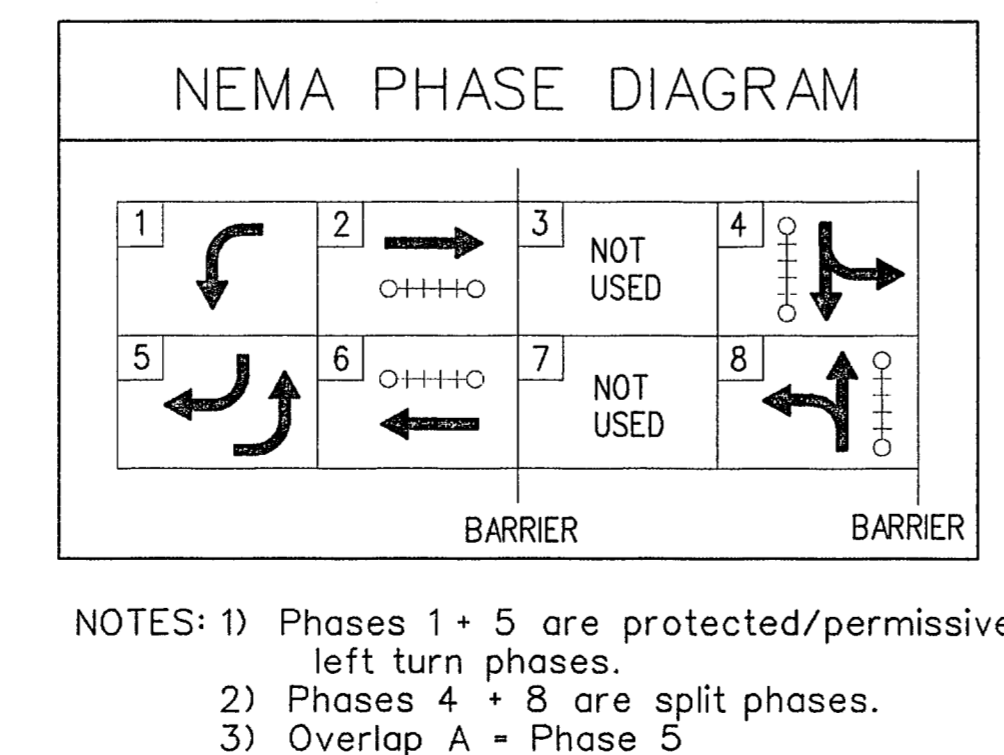 NEMA PHASE DIAGRAM
1
2
3
NOT
USED
4
5
6
7
NOT
USED
8
BARRIER
BARRIER
NOTES: 1) Phases 1 + 5 are protected/permissive
left turn phases.
2) Phases 4 + 8 are split phases.
3) Overlap A = Phase 5